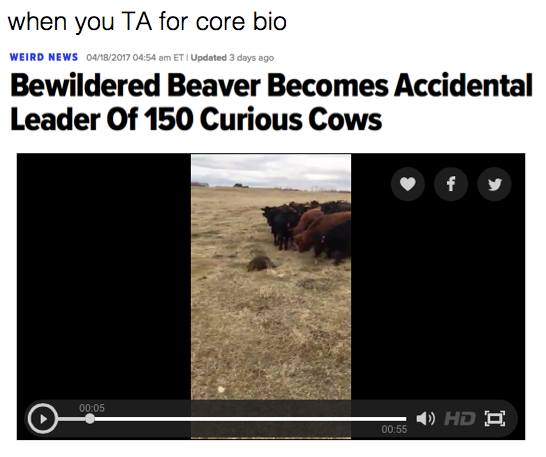 when you TA for core bio
WEIRD NEWS 04/18/2017 04:54 am ET | Updated 3 days ago
Bewildered Beaver Becomes Accidental
Leader Of 150 Curious Cows
f
00:05
00:55
HD